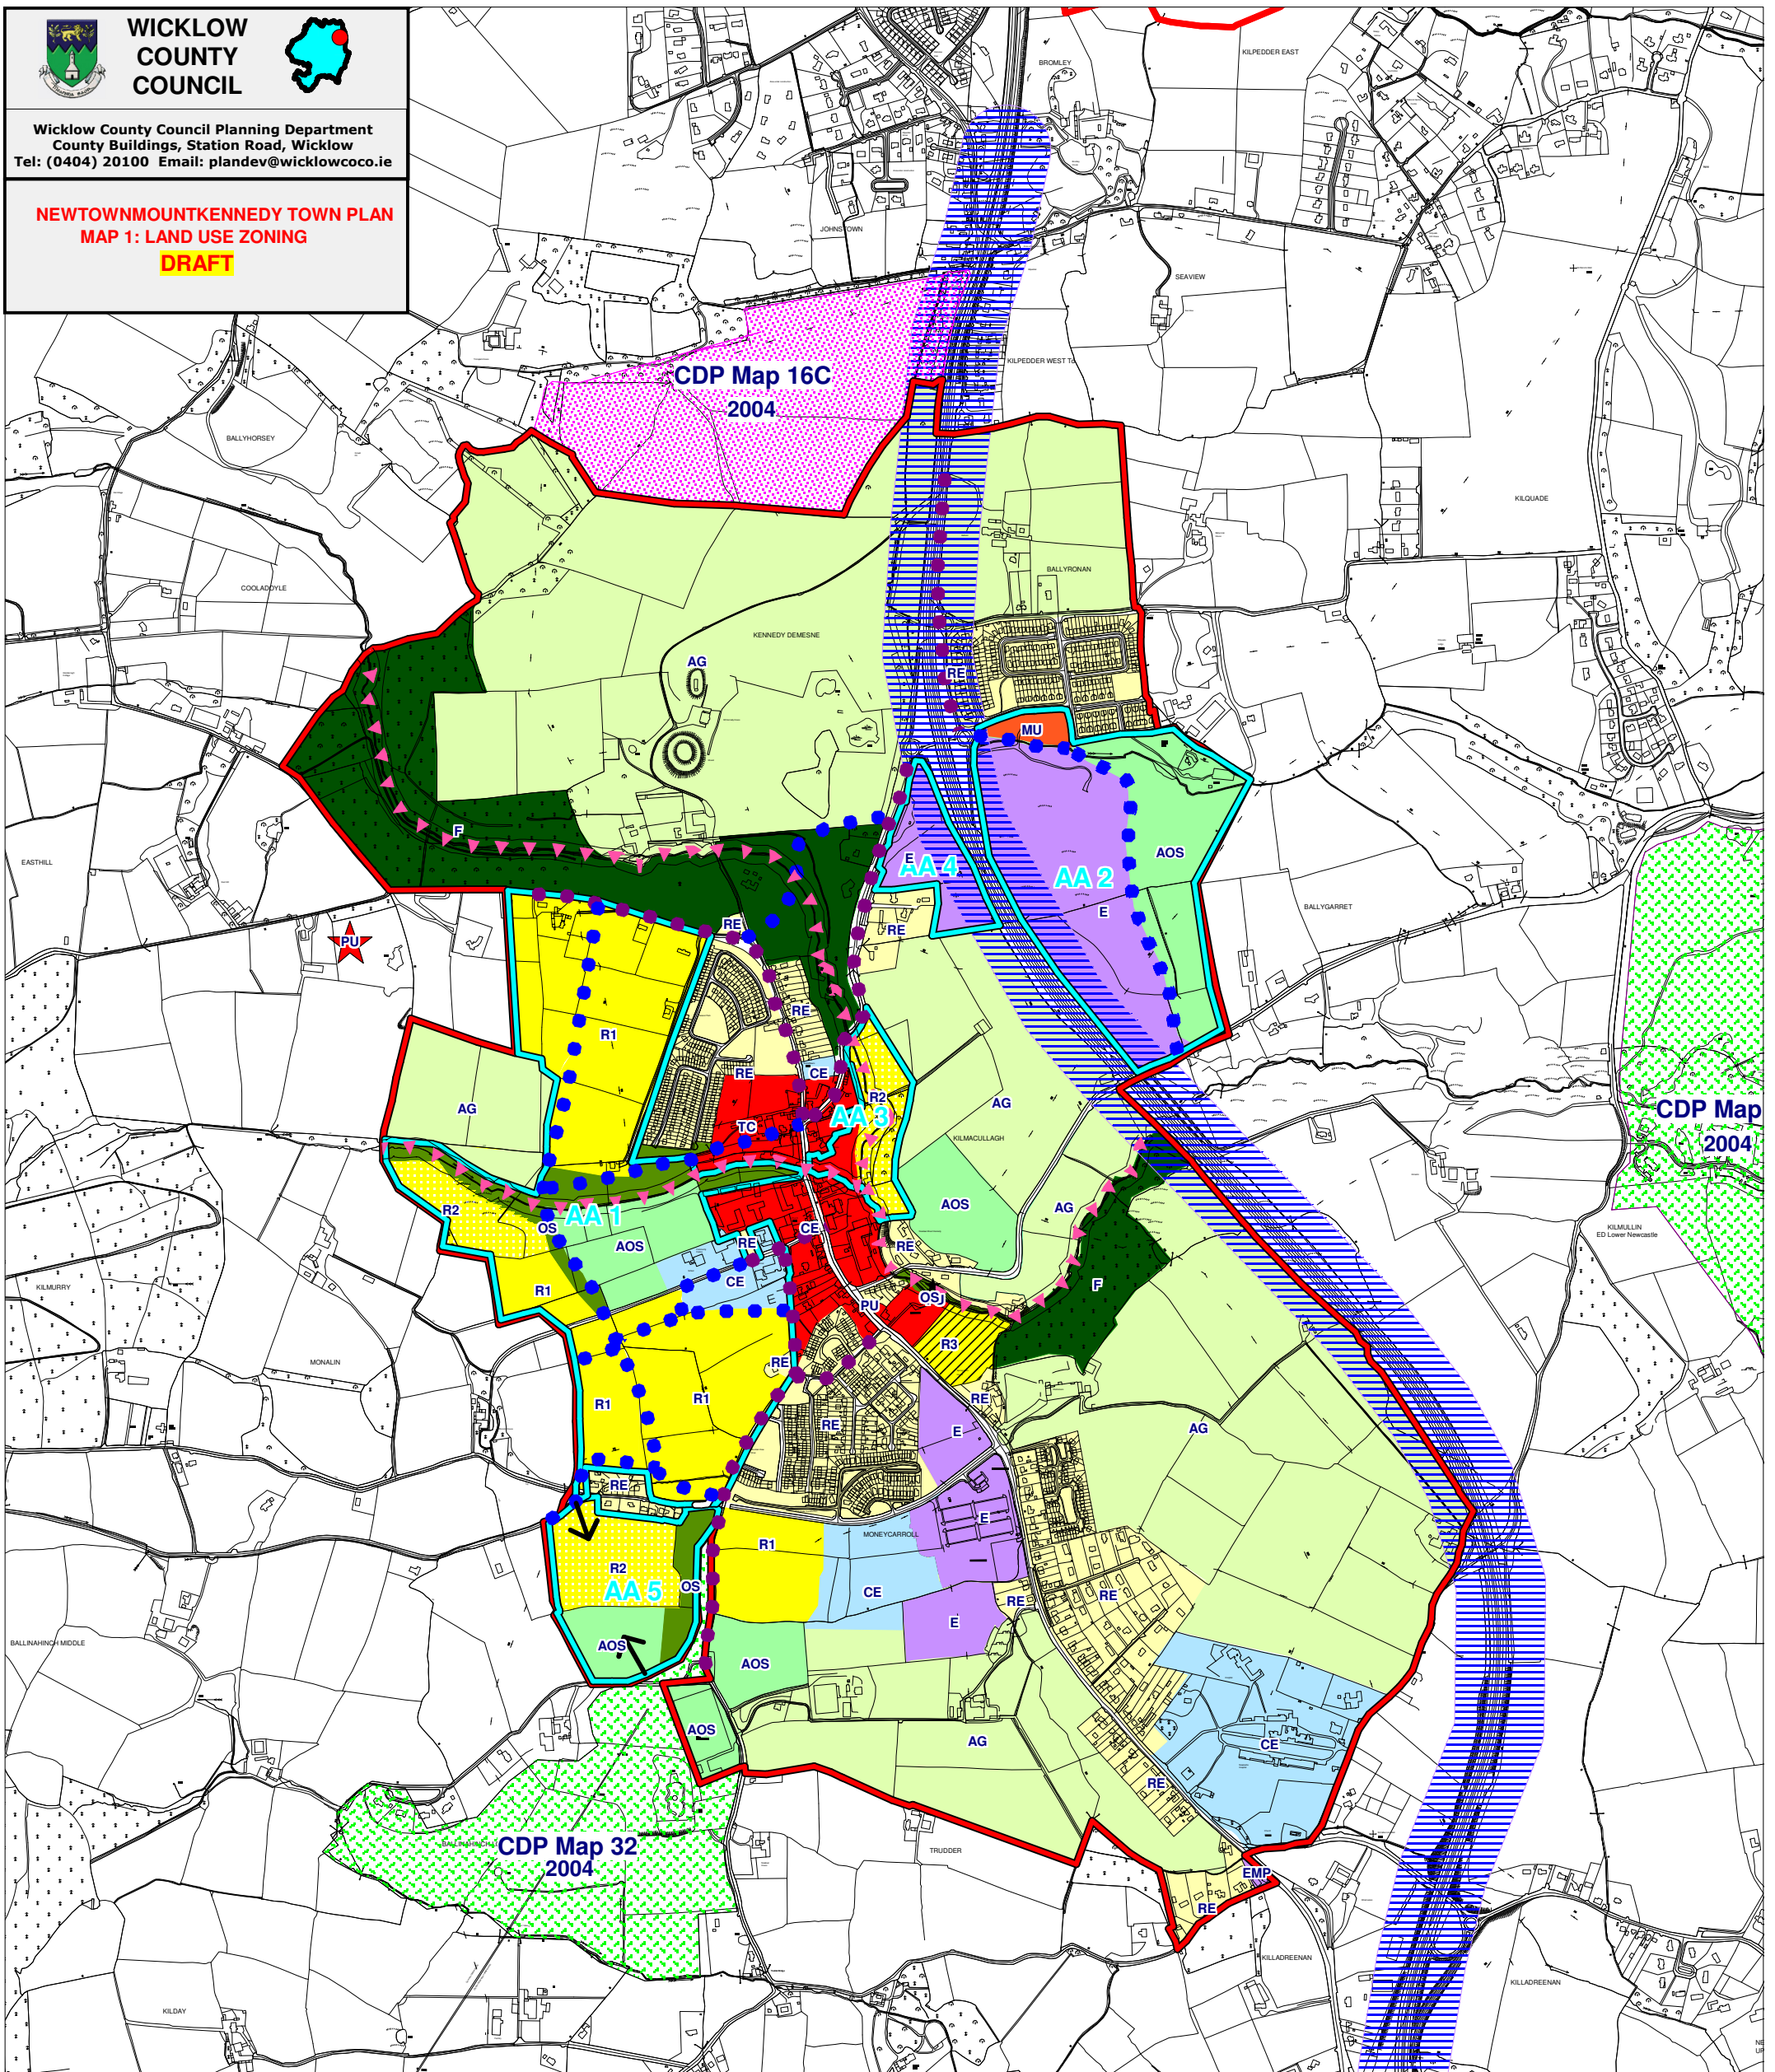 WICKLOW
COUNTY
COUNCIL
Wicklow County Council Planning Department
County Buildings, Station Road, Wicklow
Tel: (0404) 20100 Email: plandev@wicklowcoco.ie
NEWTOWNMOUNTKENNEDY TOWN PLAN
MAP 1: LAND USE ZONING
DRAFT
KILPEDDER EAST
BROMLEY
JOHNSTOWN
SEAVIEW
KILPEDDER WEST
CDP Map 16C
2004
BALLYHORSEY
KILQUADE
BALLYRONAN
COOLADOYLE
KENNEDY DEMESNE
AG
RE
MU
F
EASTHILL
E
AA 4
AA 2
AOS
E
BALLYGARRET
PU
RE
RE
RE
R1
RE
CE
R2
AG
AG
AA 3
TC
KILMACULLAGH
CDP Map
2004
AOS
AG
R2
OS
AA 1
AOS
CE
RE
RE
KILMULLIN
ED Lower Newcastle
CE
F
KILMURRY
R1
OS
PU
R3
MONALIN
RE
RE
R1
R1
RE
E
AG
RE
E
MONEYCARROLL
R1
R2
AA 5
OS
CE
RE
RE
E
BALLINAHINCH MIDDLE
AOS
AOS
AOS
AG
CE
RE
CDP Map 32
2004
TRUDDER
EMP
RE
KILLADREENAN
KILLADREENAN
KILDAY